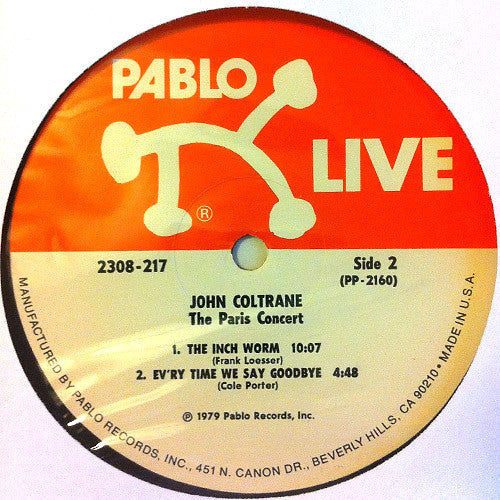 PABLO
LIVE
®
2308-217
Side 2
(PP-2160)
JOHN COLTRANE
The Paris Concert
1. THE INCH WORM 10:07
(Frank Loesser)
2. EV'RY TIME WE SAY GOODBYE 4:48
(Cole Porter)
℗ 1979 Pablo Records, Inc.
MANUFACTURED BY PABLO RECORDS, INC., 451 N. CANON DR., BEVERLY HILLS, CA 90210 • MADE IN U.S.A.